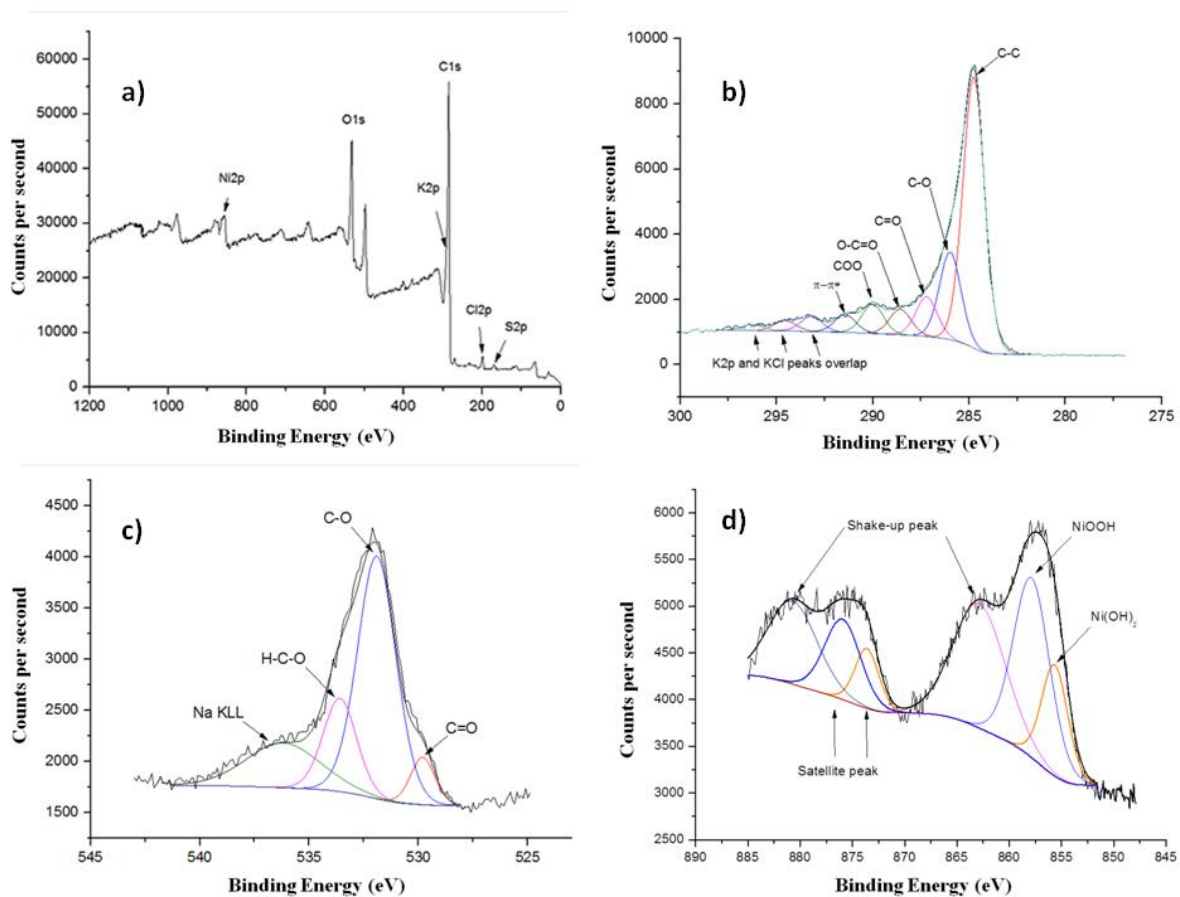 a)
Counts per second
60000
50000
40000
30000
20000
10000
0
Ni2p
O1s
K2p
C1s
Cl2p
S2p
1200 1000 800 600 400 200 0
Binding Energy (eV)
b)
Counts per second
10000
8000
6000
4000
2000
0
C-C
C-O
C=O
O-C=O
COO
π-π*
K2p and KCl peaks overlap
300 295 290 285 280 275
Binding Energy (eV)
c)
Counts per second
4500
4000
3500
3000
2500
2000
1500
C-O
H-C-O
Na KLL
C=O
545 540 535 530 525
Binding Energy (eV)
d)
Counts per second
6000
5500
5000
4500
4000
3500
3000
2500
Shake-up peak
NiOOH
Ni(OH)₂
Satellite peak
890 885 880 875 870 865 860 855 850 845
Binding Energy (eV)